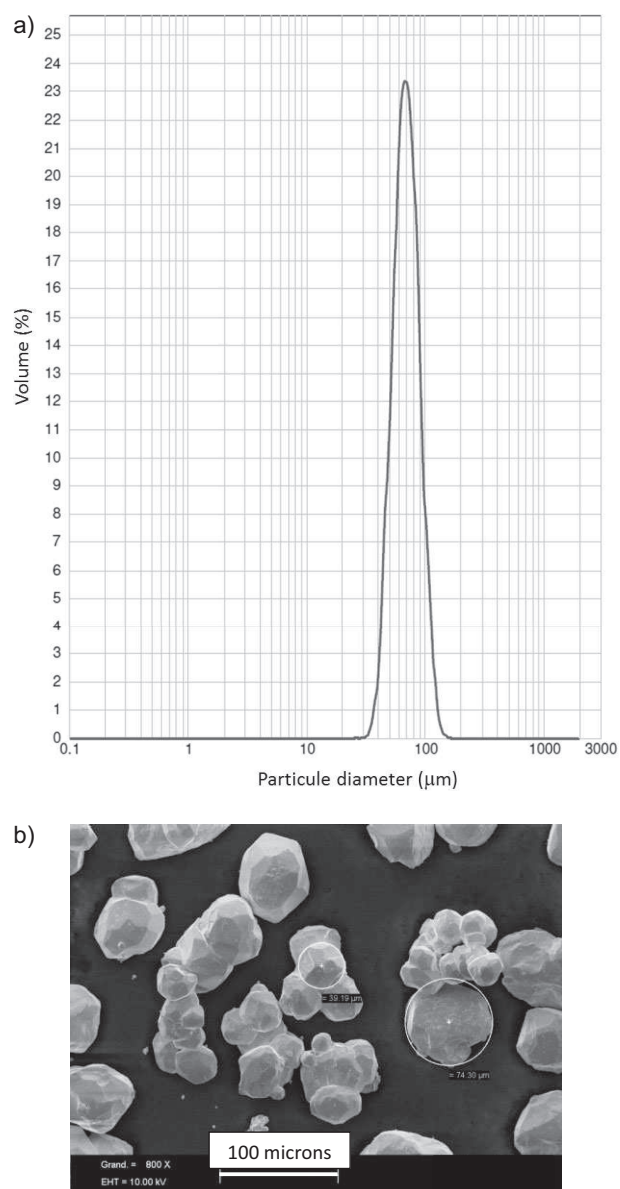 a)
25
24
23
22
21
20
19
18
17
16
15
14
13
12
11
10
9
8
7
6
5
4
3
2
1
0
Volume (%)
0.1 1 10 100 1000 3000
Particule diameter (μm)
b)
= 39.19 μm
= 74.30 μm
100 microns
Grand. = 800 X
EHT = 10.00 kV